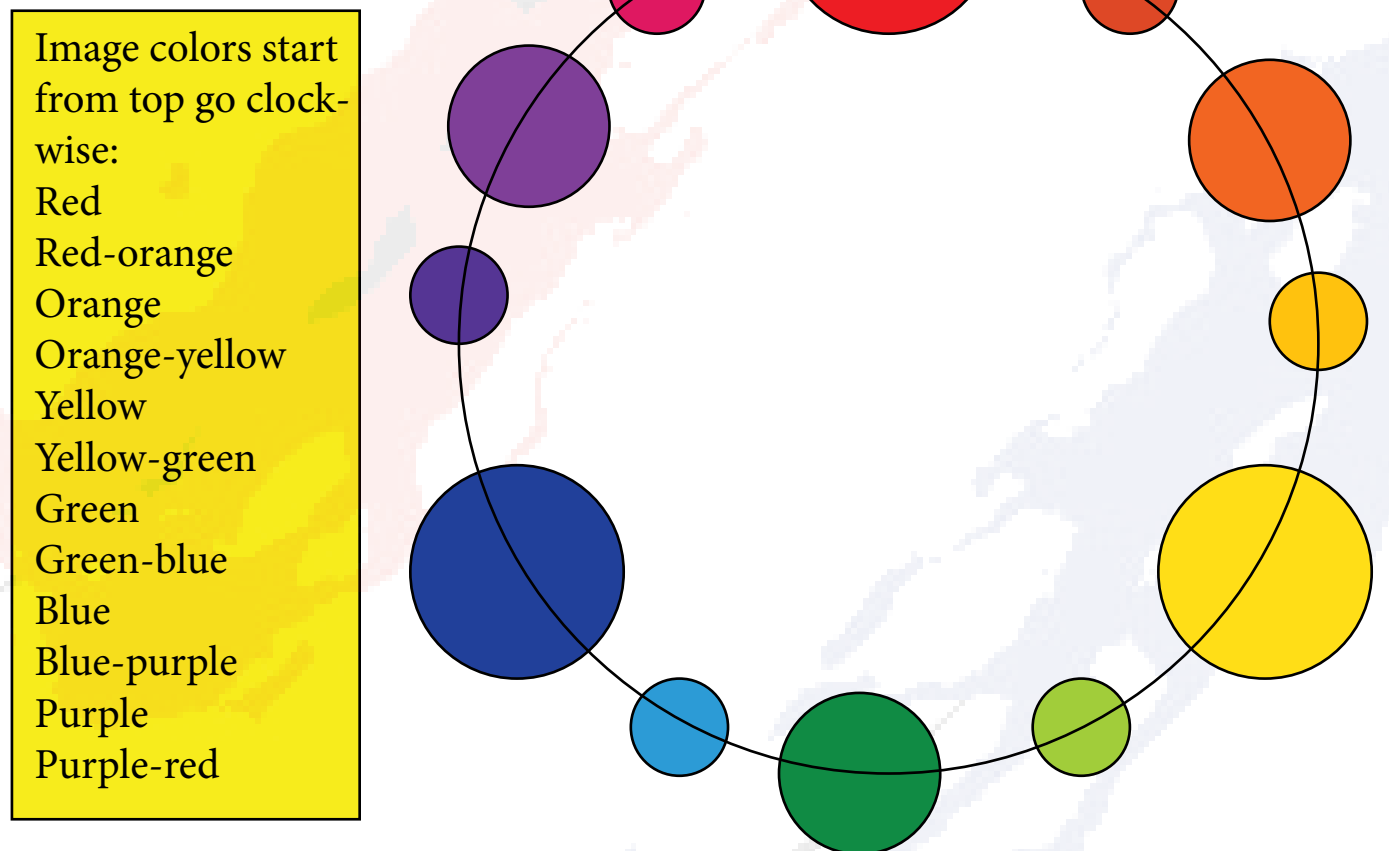 Image colors start
from top go clock-
wise:
Red
Red-orange
Orange
Orange-yellow
Yellow
Yellow-green
Green
Green-blue
Blue
Blue-purple
Purple
Purple-red